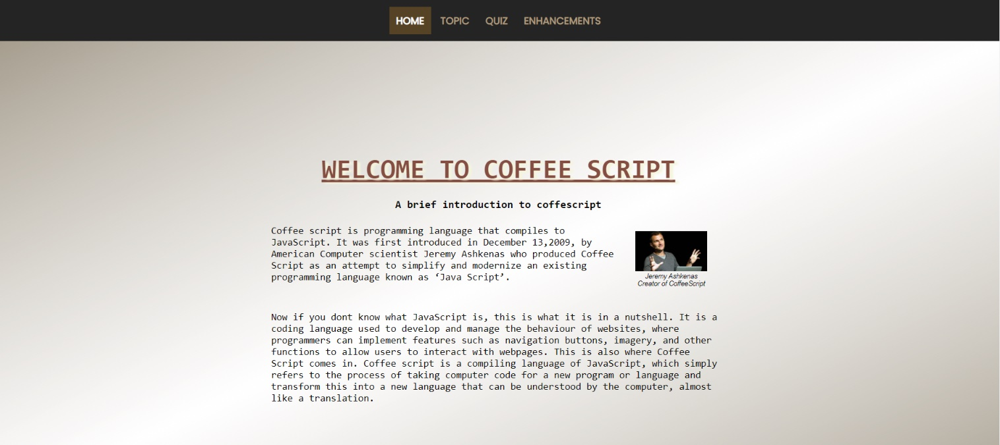 HOME TOPIC QUIZ ENHANCEMENTS
WELCOME TO COFFEE SCRIPT
A brief introduction to coffescript
Coffee script is programming language that compiles to
JavaScript. It was first introduced in December 13,2009, by
American Computer scientist Jeremy Ashkenas who produced Coffee
Script as an attempt to simplify and modernize an existing
programming language known as ‘Java Script’.
Jeremy Ashkenas
Creator of CoffeeScript
Now if you dont know what JavaScript is, this is what it is in a nutshell. It is a
coding language used to develop and manage the behaviour of websites, where
programmers can implement features such as navigation buttons, imagery, and other
functions to allow users to interact with webpages. This is also where Coffee
Script comes in. Coffee script is a compiling language of JavaScript, which simply
refers to the process of taking computer code for a new program or language and
transform this into a new language that can be understood by the computer, almost
like a translation.